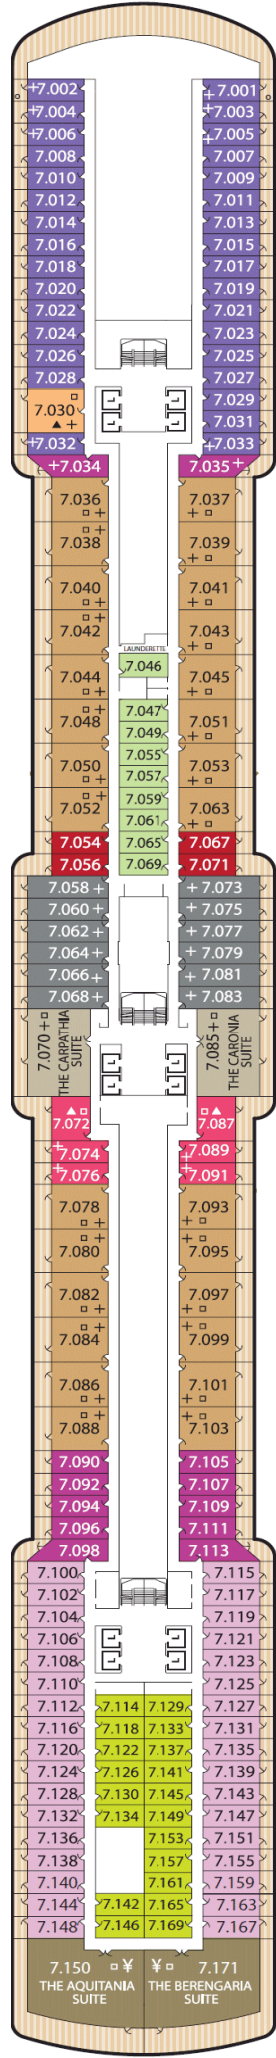 +7.002 +7.001
+7.004 +7.003
+7.006 +7.005
7.008 7.007
7.010 7.009
7.012 7.011
7.014 7.013
7.016 7.015
7.018 7.017
7.020 7.019
7.022 7.021
7.024 7.023
7.026 7.025
7.028 7.027
7.030 7.029
▲ + 7.031
+7.032 +7.033
+7.034 7.035+
7.036 7.037
7.038 7.039
7.040 7.041
7.042 7.043
LAUNDERETTE
7.046
7.044 7.045
7.047
7.048 7.051
7.049
7.055
7.050 7.053
7.057
7.059
7.052 7.063
7.061
7.054 7.065 7.067
7.056 7.069 7.071
7.058 + + 7.073
7.060 + + 7.075
7.062 + + 7.077
7.064 + + 7.079
7.066 + + 7.081
7.068 + + 7.083
7.070 +
THE CARPATHIA
SUITE
7.085 +
THE CARONIA
SUITE
7.072 7.087
+7.074 +7.089
+7.076 +7.091
7.078 7.093
7.080 7.095
7.082 7.097
7.084 7.099
7.086 7.101
7.088 7.103
7.090 7.105
7.092 7.107
7.094 7.109
7.096 7.111
7.098 7.113
7.100 7.115
7.102 7.117
7.104 7.119
7.106 7.121
7.108 7.123
7.110 7.125
7.112 7.114 7.129 7.127
7.116 7.118 7.133 7.131
7.120 7.122 7.137 7.135
7.124 7.126 7.141 7.139
7.128 7.130 7.145 7.143
7.132 7.134 7.149 7.147
7.136 7.153 7.151
7.138 7.157 7.155
7.140 7.161 7.159
7.144 7.142 7.165 7.163
7.148 7.146 7.169 7.167
7.150 ¥ ¥ 7.171
THE AQUITANIA THE BERENGARIA
SUITE SUITE